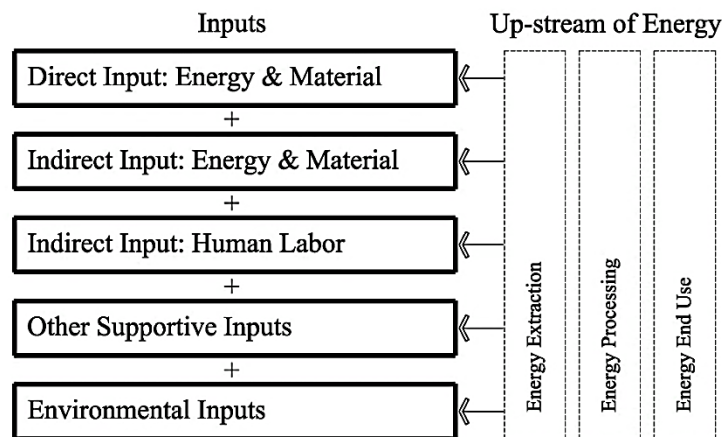 Inputs
Up-stream of Energy
Direct Input: Energy & Material
+
Indirect Input: Energy & Material
+
Indirect Input: Human Labor
+
Other Supportive Inputs
+
Environmental Inputs
Energy Extraction
Energy Processing
Energy End Use